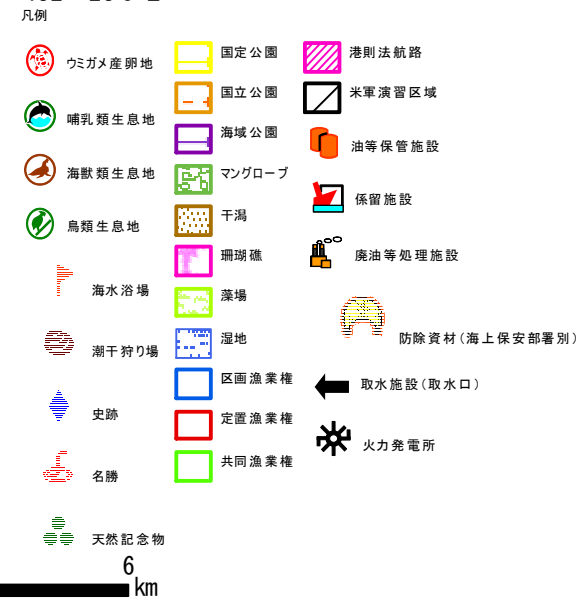 凡例
ウミガメ産卵地
哺乳類生息地
海獣類生息地
鳥類生息地
海水浴場
潮干狩り場
史跡
名勝
天然記念物
国定公園
国立公園
海域公園
マングローブ
干潟
珊瑚礁
藻場
湿地
区画漁業権
定置漁業権
共同漁業権
港則法航路
米軍演習区域
油等保管施設
係留施設
廃油等処理施設
防除資材(海上保安部署別)
取水施設(取水口)
火力発電所
6
km